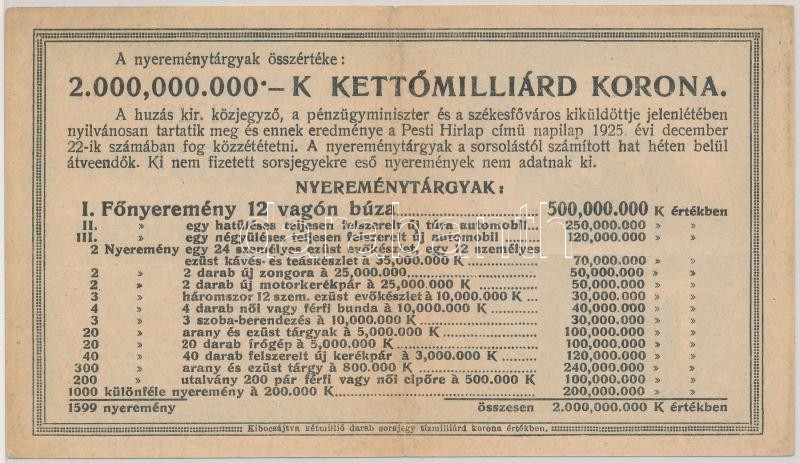 A nyereménytárgyak összértéke:
2.000,000.000·– K KETTŐMILLIÁRD KORONA.
A huzás kir. közjegyző, a pénzügyminiszter és a székesfőváros kiküldöttje jelenlétében
nyilvánosan tartatik meg és ennek eredménye a Pesti Hirlap című napilap 1925. évi december
22-ik számában fog közzététetni. A nyereménytárgyak a sorsolástól számított hat héten belül
átveendők. Ki nem fizetett sorsjegyekre eső nyeremények nem adatnak ki.
NYEREMÉNYTÁRGYAK:
I. Főnyeremény 12 vagón búza 500,000.000 K értékben
II. » egy hatüléses teljesen felszerelt új túra automobil 250,000.000 » »
III. » egy négyüléses teljesen felszerelt új automobil 120,000.000 » »
2 Nyeremény egy 24 személyes ezüst evőkészlet, egy 12 személyes
ezüst kávés- és teáskészlet à 35,000.000 K 70,000.000 » »
2 » 2 darab új zongora à 25,000.000 50,000.000 » »
2 » 2 darab új motorkerékpár à 25,000.000 K 50,000.000 » »
3 » háromszor 12 szem. ezüst evőkészlet à 10,000.000 K 30,000.000 » »
4 » 4 darab női vagy férfi bunda à 10,000.000 K 40,000.000 » »
3 » 3 szoba-berendezés à 10,000.000 K 30,000.000 » »
20 » arany és ezüst tárgyak à 5,000.000 K 100,000.000 » »
20 » 20 darab írógép à 5,000.000 K 100,000.000 » »
40 » 40 darab felszerelt új kerékpár à 3,000.000 K 120,000.000 » »
300 » arany és ezüst tárgy à 800.000 K 240,000.000 » »
200 » utalvány 200 pár férfi vagy női cipőre à 500.000 K 100,000.000 » »
1000 különféle nyeremény à 200.000 K 200,000.000 » »
1599 nyeremény összesen 2.000,000.000 K értékben
Kibocsájtva kétmillió darab sorsjegy tízmilliárd korona értékben.
darabanth